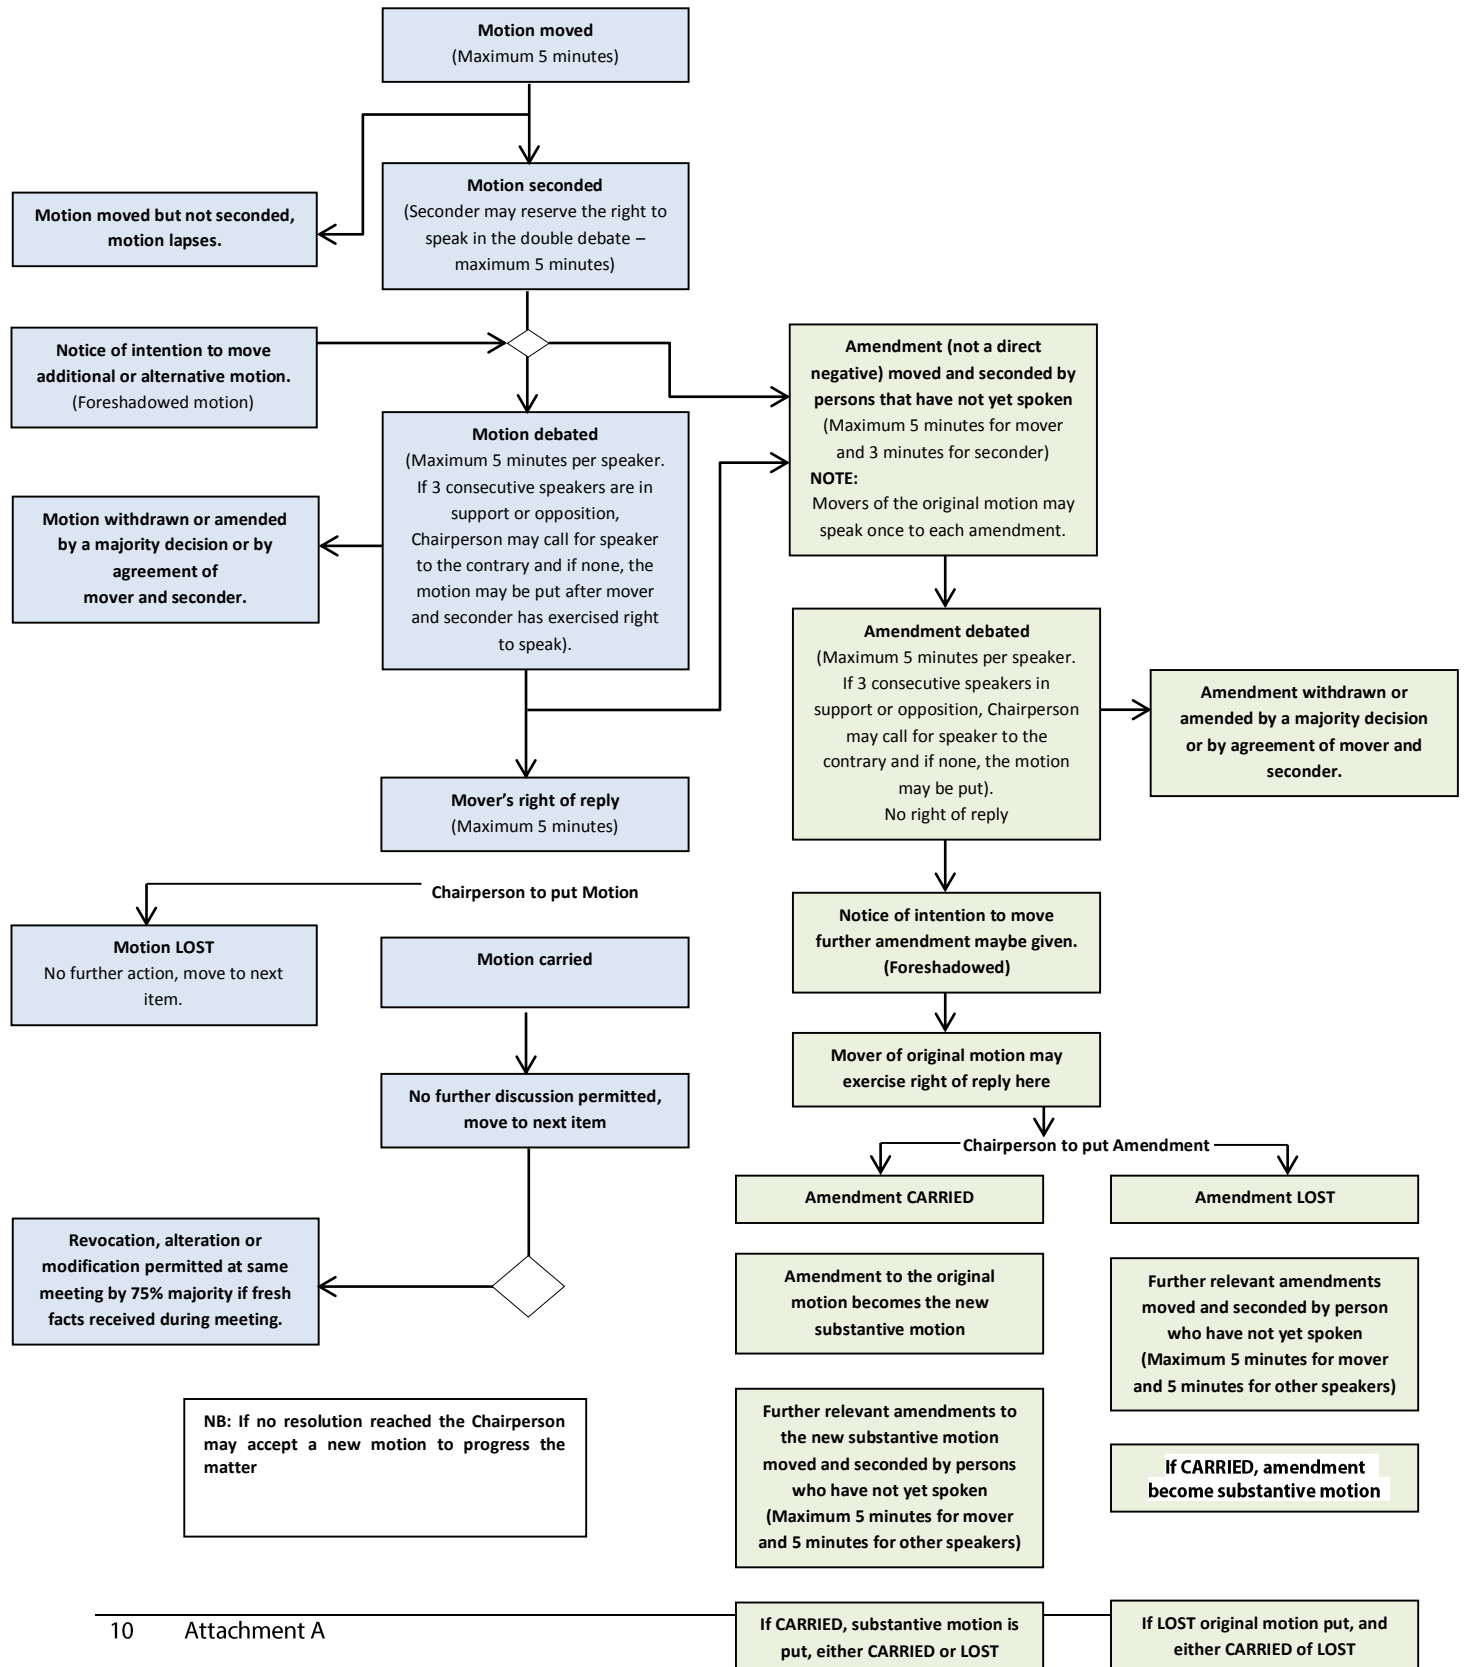 Motion moved
(Maximum 5 minutes)
Motion seconded
(Seconder may reserve the right to
speak in the double debate –
maximum 5 minutes)
Motion moved but not seconded,
motion lapses.
Notice of intention to move
additional or alternative motion.
(Foreshadowed motion)
Motion debated
(Maximum 5 minutes per speaker.
If 3 consecutive speakers are in
support or opposition,
Chairperson may call for speaker
to the contrary and if none, the
motion may be put after mover
and seconder has exercised right
to speak).
Motion withdrawn or amended
by a majority decision or by
agreement of
mover and seconder.
Mover’s right of reply
(Maximum 5 minutes)
Chairperson to put Motion
Motion LOST
No further action, move to next
item.
Motion carried
No further discussion permitted,
move to next item
Revocation, alteration or
modification permitted at same
meeting by 75% majority if fresh
facts received during meeting.
NB: If no resolution reached the Chairperson
may accept a new motion to progress the
matter
Amendment (not a direct
negative) moved and seconded by
persons that have not yet spoken
(Maximum 5 minutes for mover
and 3 minutes for seconder)
NOTE:
Movers of the original motion may
speak once to each amendment.
Amendment debated
(Maximum 5 minutes per speaker.
If 3 consecutive speakers in
support or opposition, Chairperson
may call for speaker to the
contrary and if none, the motion
may be put).
No right of reply
Amendment withdrawn or
amended by a majority decision
or by agreement of mover and
seconder.
Notice of intention to move
further amendment maybe given.
(Foreshadowed)
Mover of original motion may
exercise right of reply here
Chairperson to put Amendment
Amendment CARRIED
Amendment to the original
motion becomes the new
substantive motion
Further relevant amendments to
the new substantive motion
moved and seconded by persons
who have not yet spoken
(Maximum 5 minutes for mover
and 5 minutes for other speakers)
If CARRIED, substantive motion is
put, either CARRIED or LOST
Amendment LOST
Further relevant amendments
moved and seconded by person
who have not yet spoken
(Maximum 5 minutes for mover
and 5 minutes for other speakers)
If CARRIED, amendment
become substantive motion
If LOST original motion put, and
either CARRIED of LOST
10 Attachment A